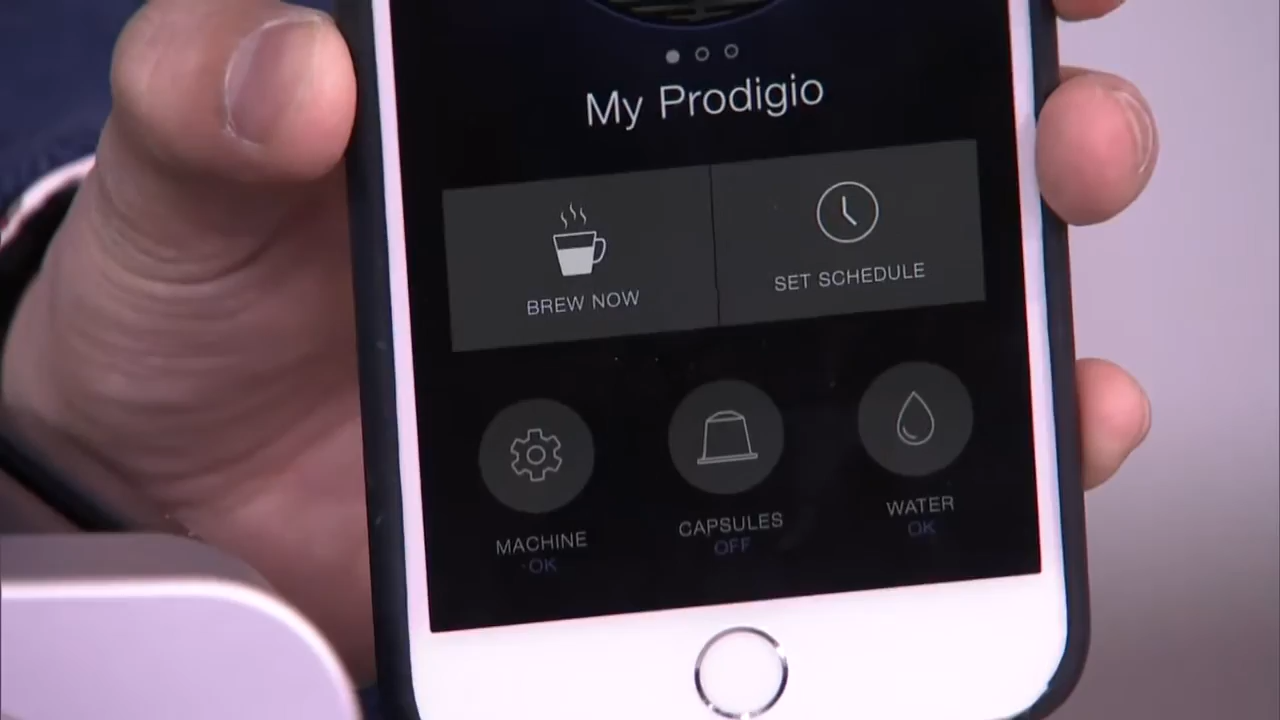 My Prodigio
BREW NOW
SET SCHEDULE
MACHINE
OK
CAPSULES
OFF
WATER
OK